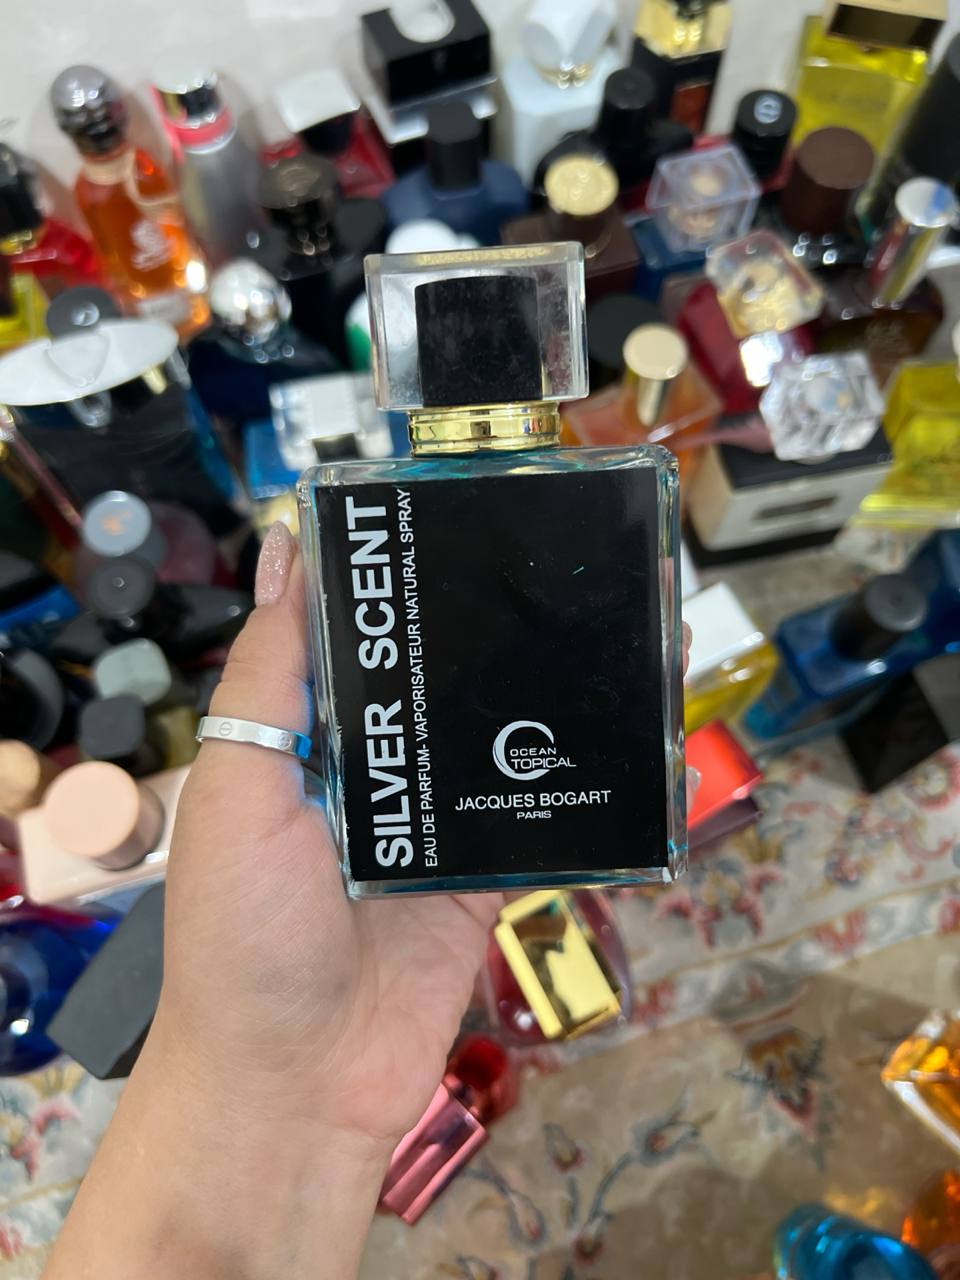 SILVER SCENT
EAU DE PARFUM- VAPORISATEUR NATURAL SPRAY
OCEAN
TOPICAL
JACQUES BOGART
PARIS